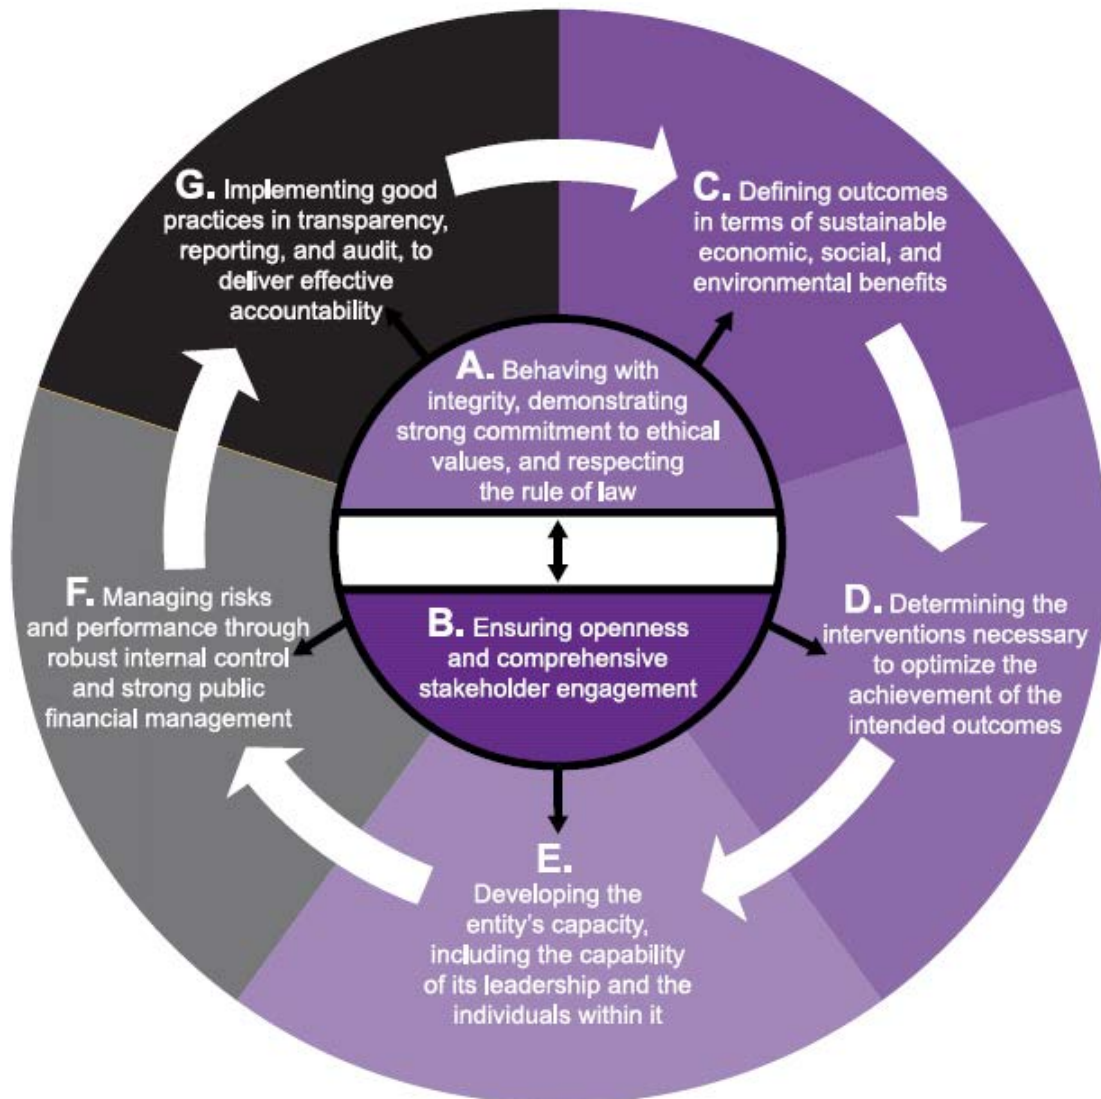 A. Behaving with
integrity, demonstrating
strong commitment to ethical
values, and respecting
the rule of law
B. Ensuring openness
and comprehensive
stakeholder engagement
C. Defining outcomes
in terms of sustainable
economic, social, and
environmental benefits
D. Determining the
interventions necessary
to optimize the
achievement of the
intended outcomes
E.
Developing the
entity's capacity,
including the capability
of its leadership and the
individuals within it
F. Managing risks
and performance through
robust internal control
and strong public
financial management
G. Implementing good
practices in transparency,
reporting, and audit, to
deliver effective
accountability